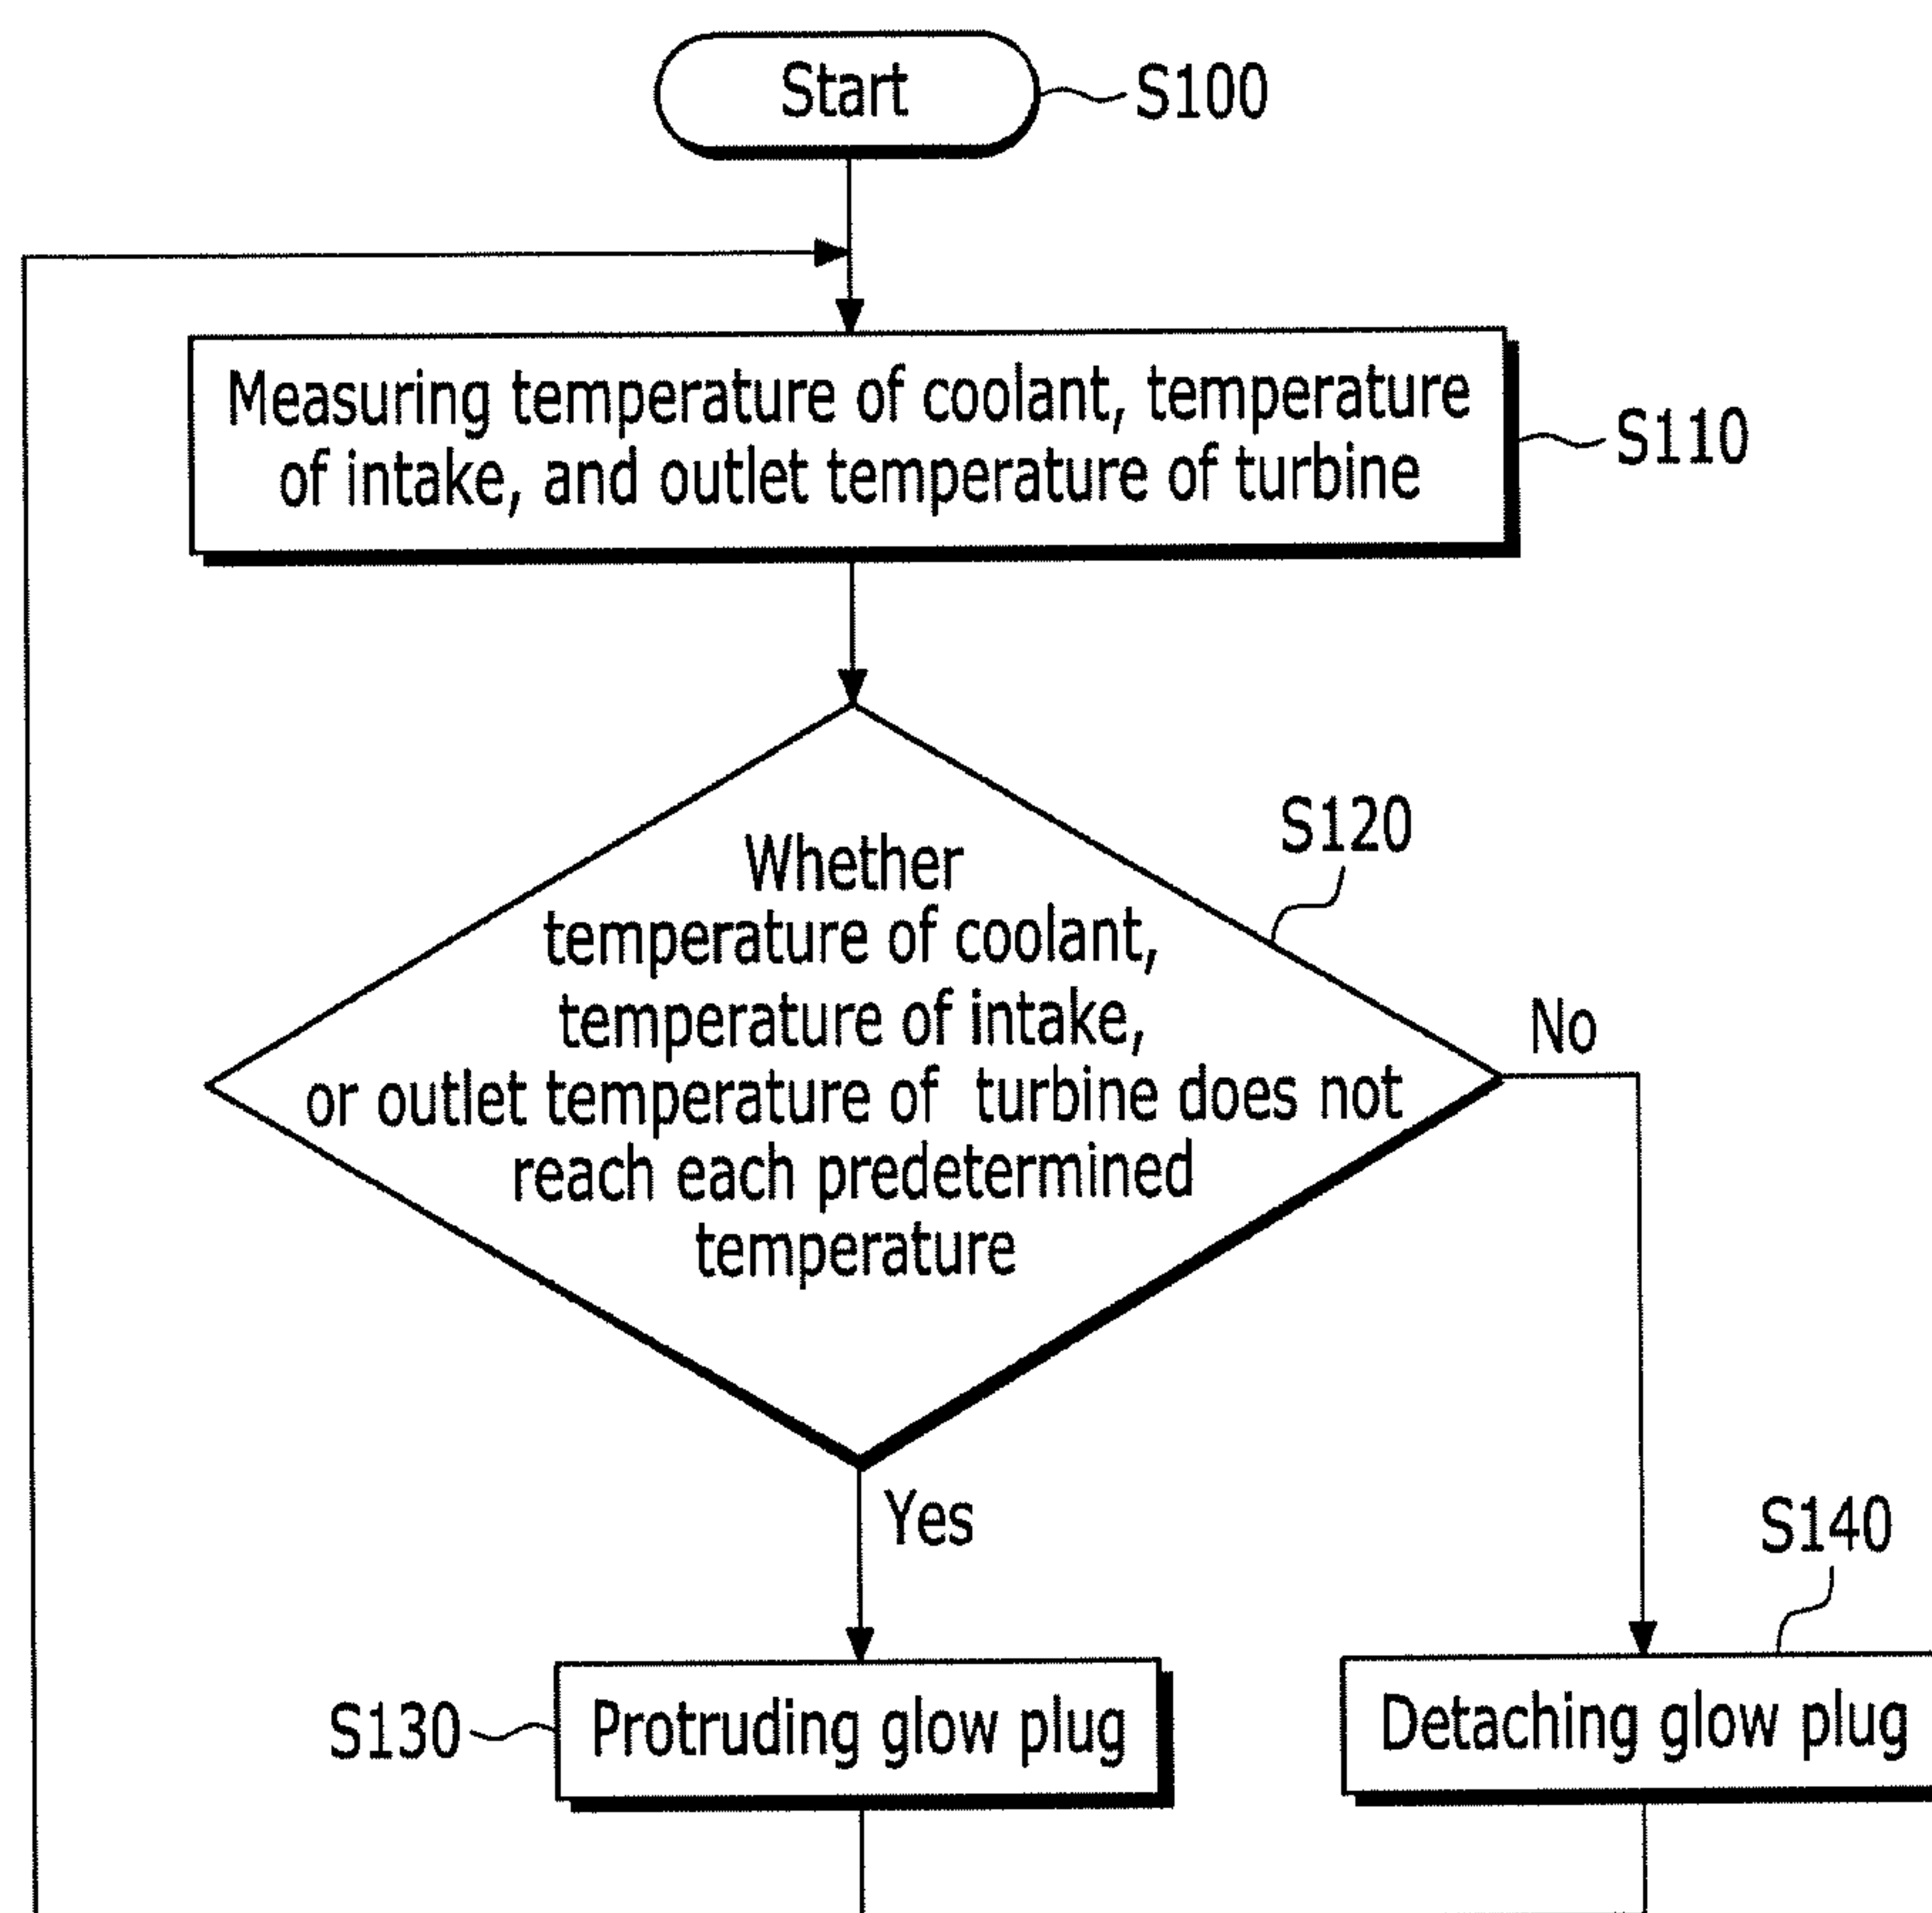 Start
S100
Measuring temperature of coolant, temperature
of intake, and outlet temperature of turbine
S110
S120
Whether
temperature of coolant,
temperature of intake,
or outlet temperature of turbine does not
reach each predetermined
temperature
No
Yes
S140
S130
Protruding glow plug
Detaching glow plug